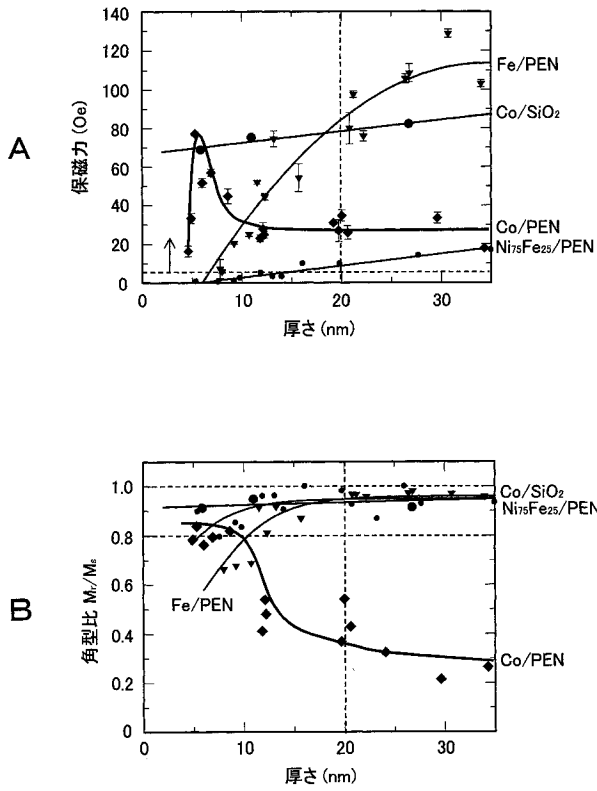 A
保磁力 (Oe)
140
120
100
80
60
40
20
0
0 10 20 30
厚さ (nm)
Fe/PEN
Co/SiO₂
Co/PEN
Ni₇₅Fe₂₅/PEN
B
角型比 Mr/Ms
1.0
0.8
0.6
0.4
0.2
0
0 10 20 30
厚さ (nm)
Co/SiO₂
Ni₇₅Fe₂₅/PEN
Fe/PEN
Co/PEN